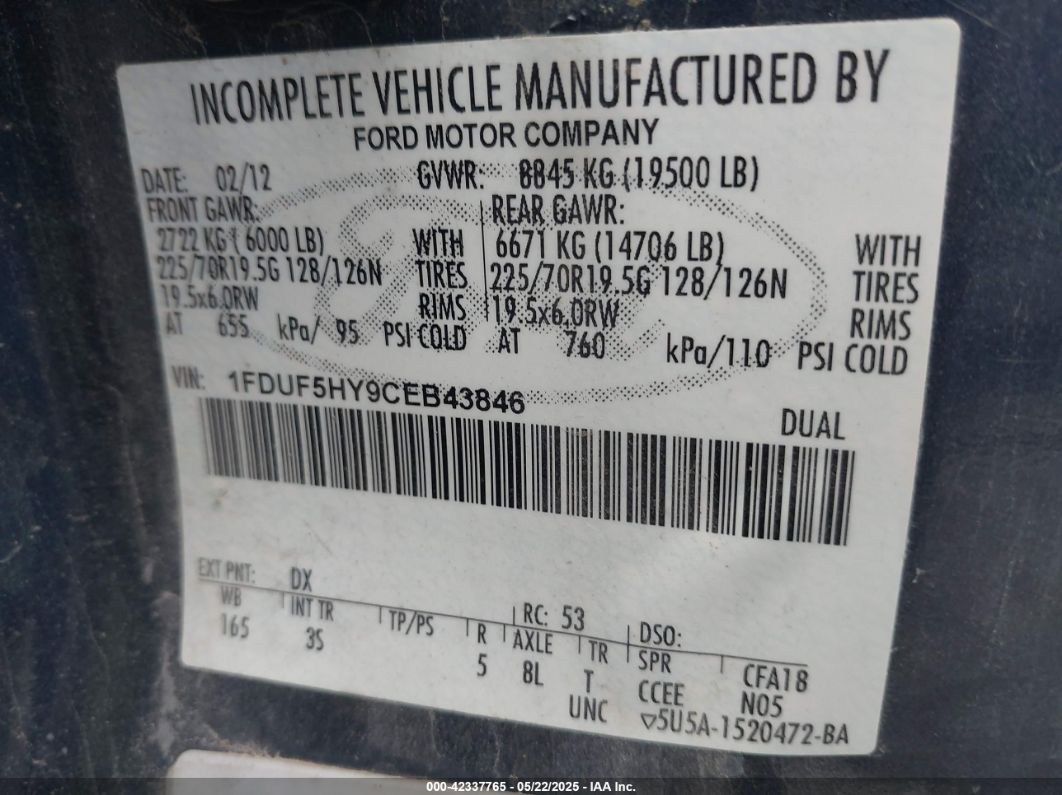 INCOMPLETE VEHICLE MANUFACTURED BY
FORD MOTOR COMPANY
DATE: 02/12 GVWR: 8845 KG (19500 LB)
FRONT GAWR: REAR GAWR:
2722 KG ( 6000 LB) WITH 6671 KG (14706 LB) WITH
225/70R19.5G 128/126N TIRES 225/70R19.5G 128/126N TIRES
19.5x6.0RW RIMS 19.5x6.0RW RIMS
AT 655 kPa/ 95 PSI COLD AT 760 kPa/110 PSI COLD
VIN: 1FDUF5HY9CEB43846
DUAL
EXT PNT: DX RC: 53 DSO:
WB INT TR TP/PS R AXLE TR SPR CFA18
165 3S 5 8L T CCEE N05
UNC ▽5U5A-1520472-BA
000-42337765 - 05/22/2025 - IAA Inc.